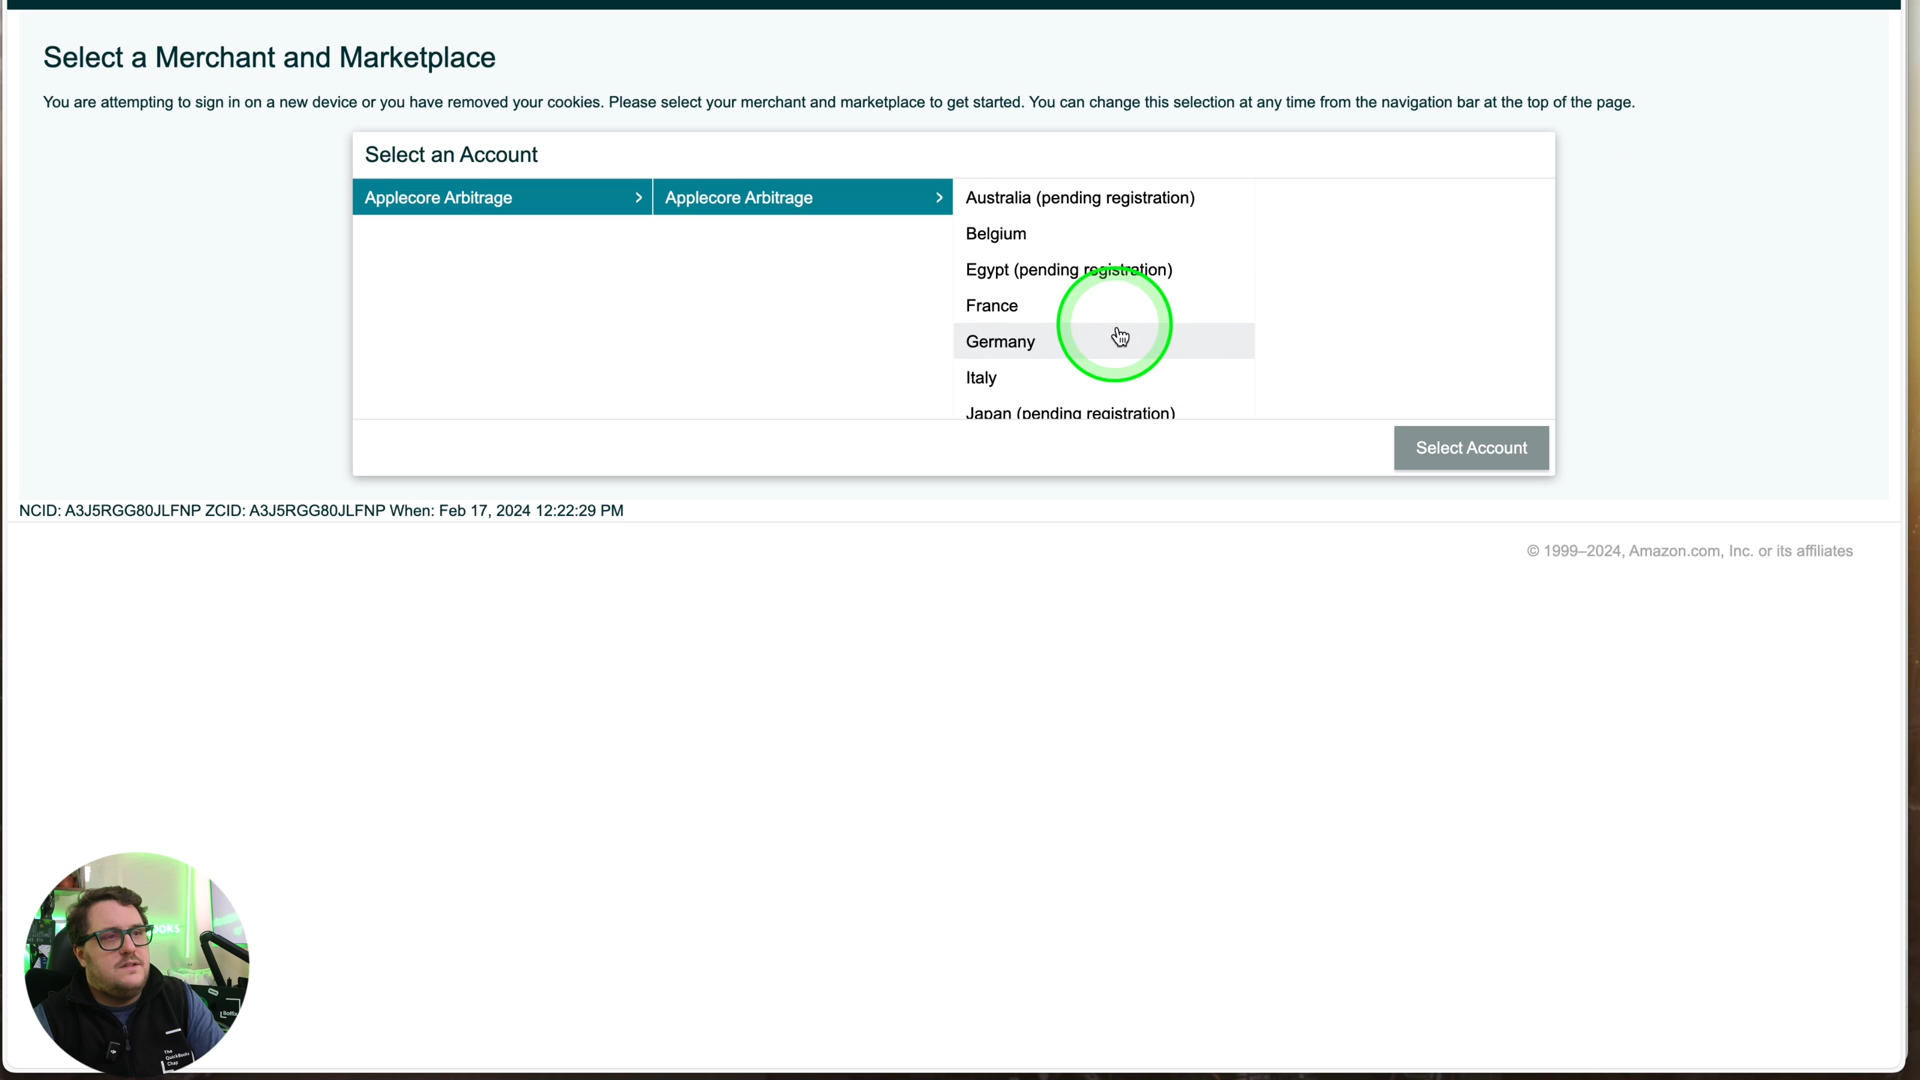 Select a Merchant and Marketplace
You are attempting to sign in on a new device or you have removed your cookies. Please select your merchant and marketplace to get started. You can change this selection at any time from the navigation bar at the top of the page.
Select an Account
Applecore Arbitrage
Applecore Arbitrage
Australia (pending registration)
Belgium
Egypt (pending registration)
France
Germany
Italy
Japan (pending registration)
Select Account
NCID: A3J5RGG80JLFNP ZCID: A3J5RGG80JLFNP When: Feb 17, 2024 12:22:29 PM
© 1999–2024, Amazon.com, Inc. or its affiliates
OKS
The
QuickBooks
Chap